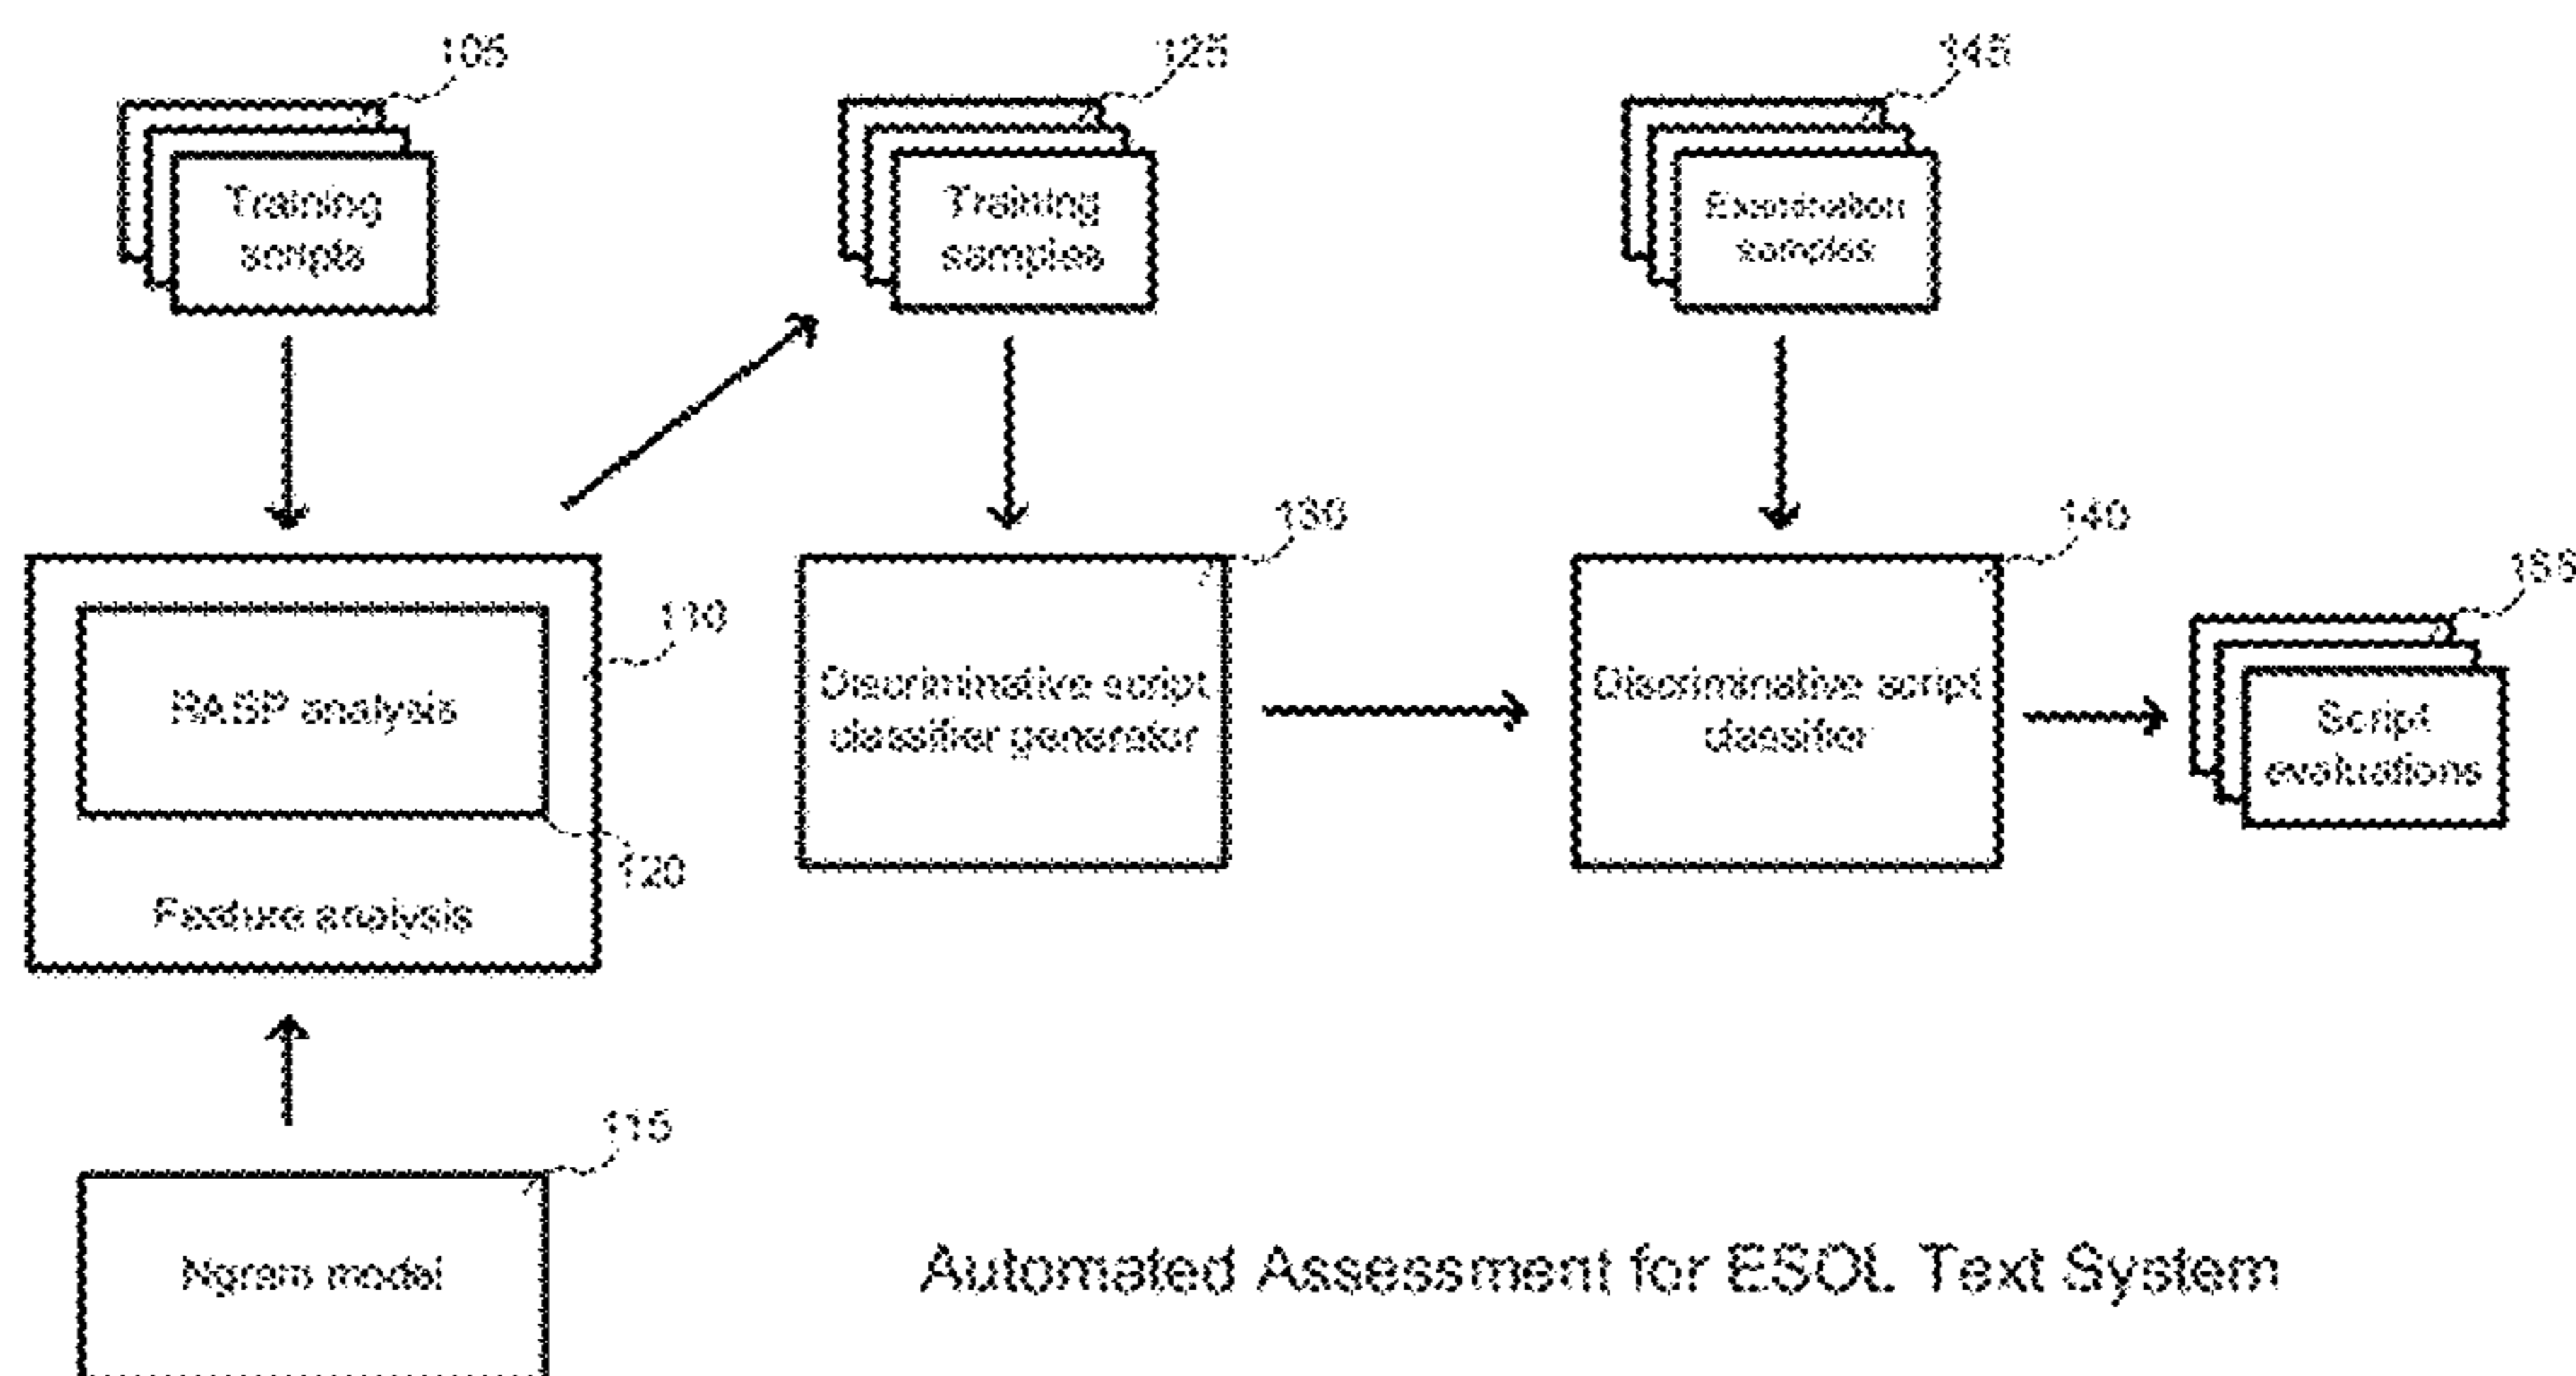 105
125
145
Training
scripts
Training
samples
Examination
samples
130
140
155
110
RASP analysis
Discriminative script
classifier generator
Discriminative script
classifier
Script
evaluations
120
Feature analysis
115
Ngram model
Automated Assessment for ESOL Text System